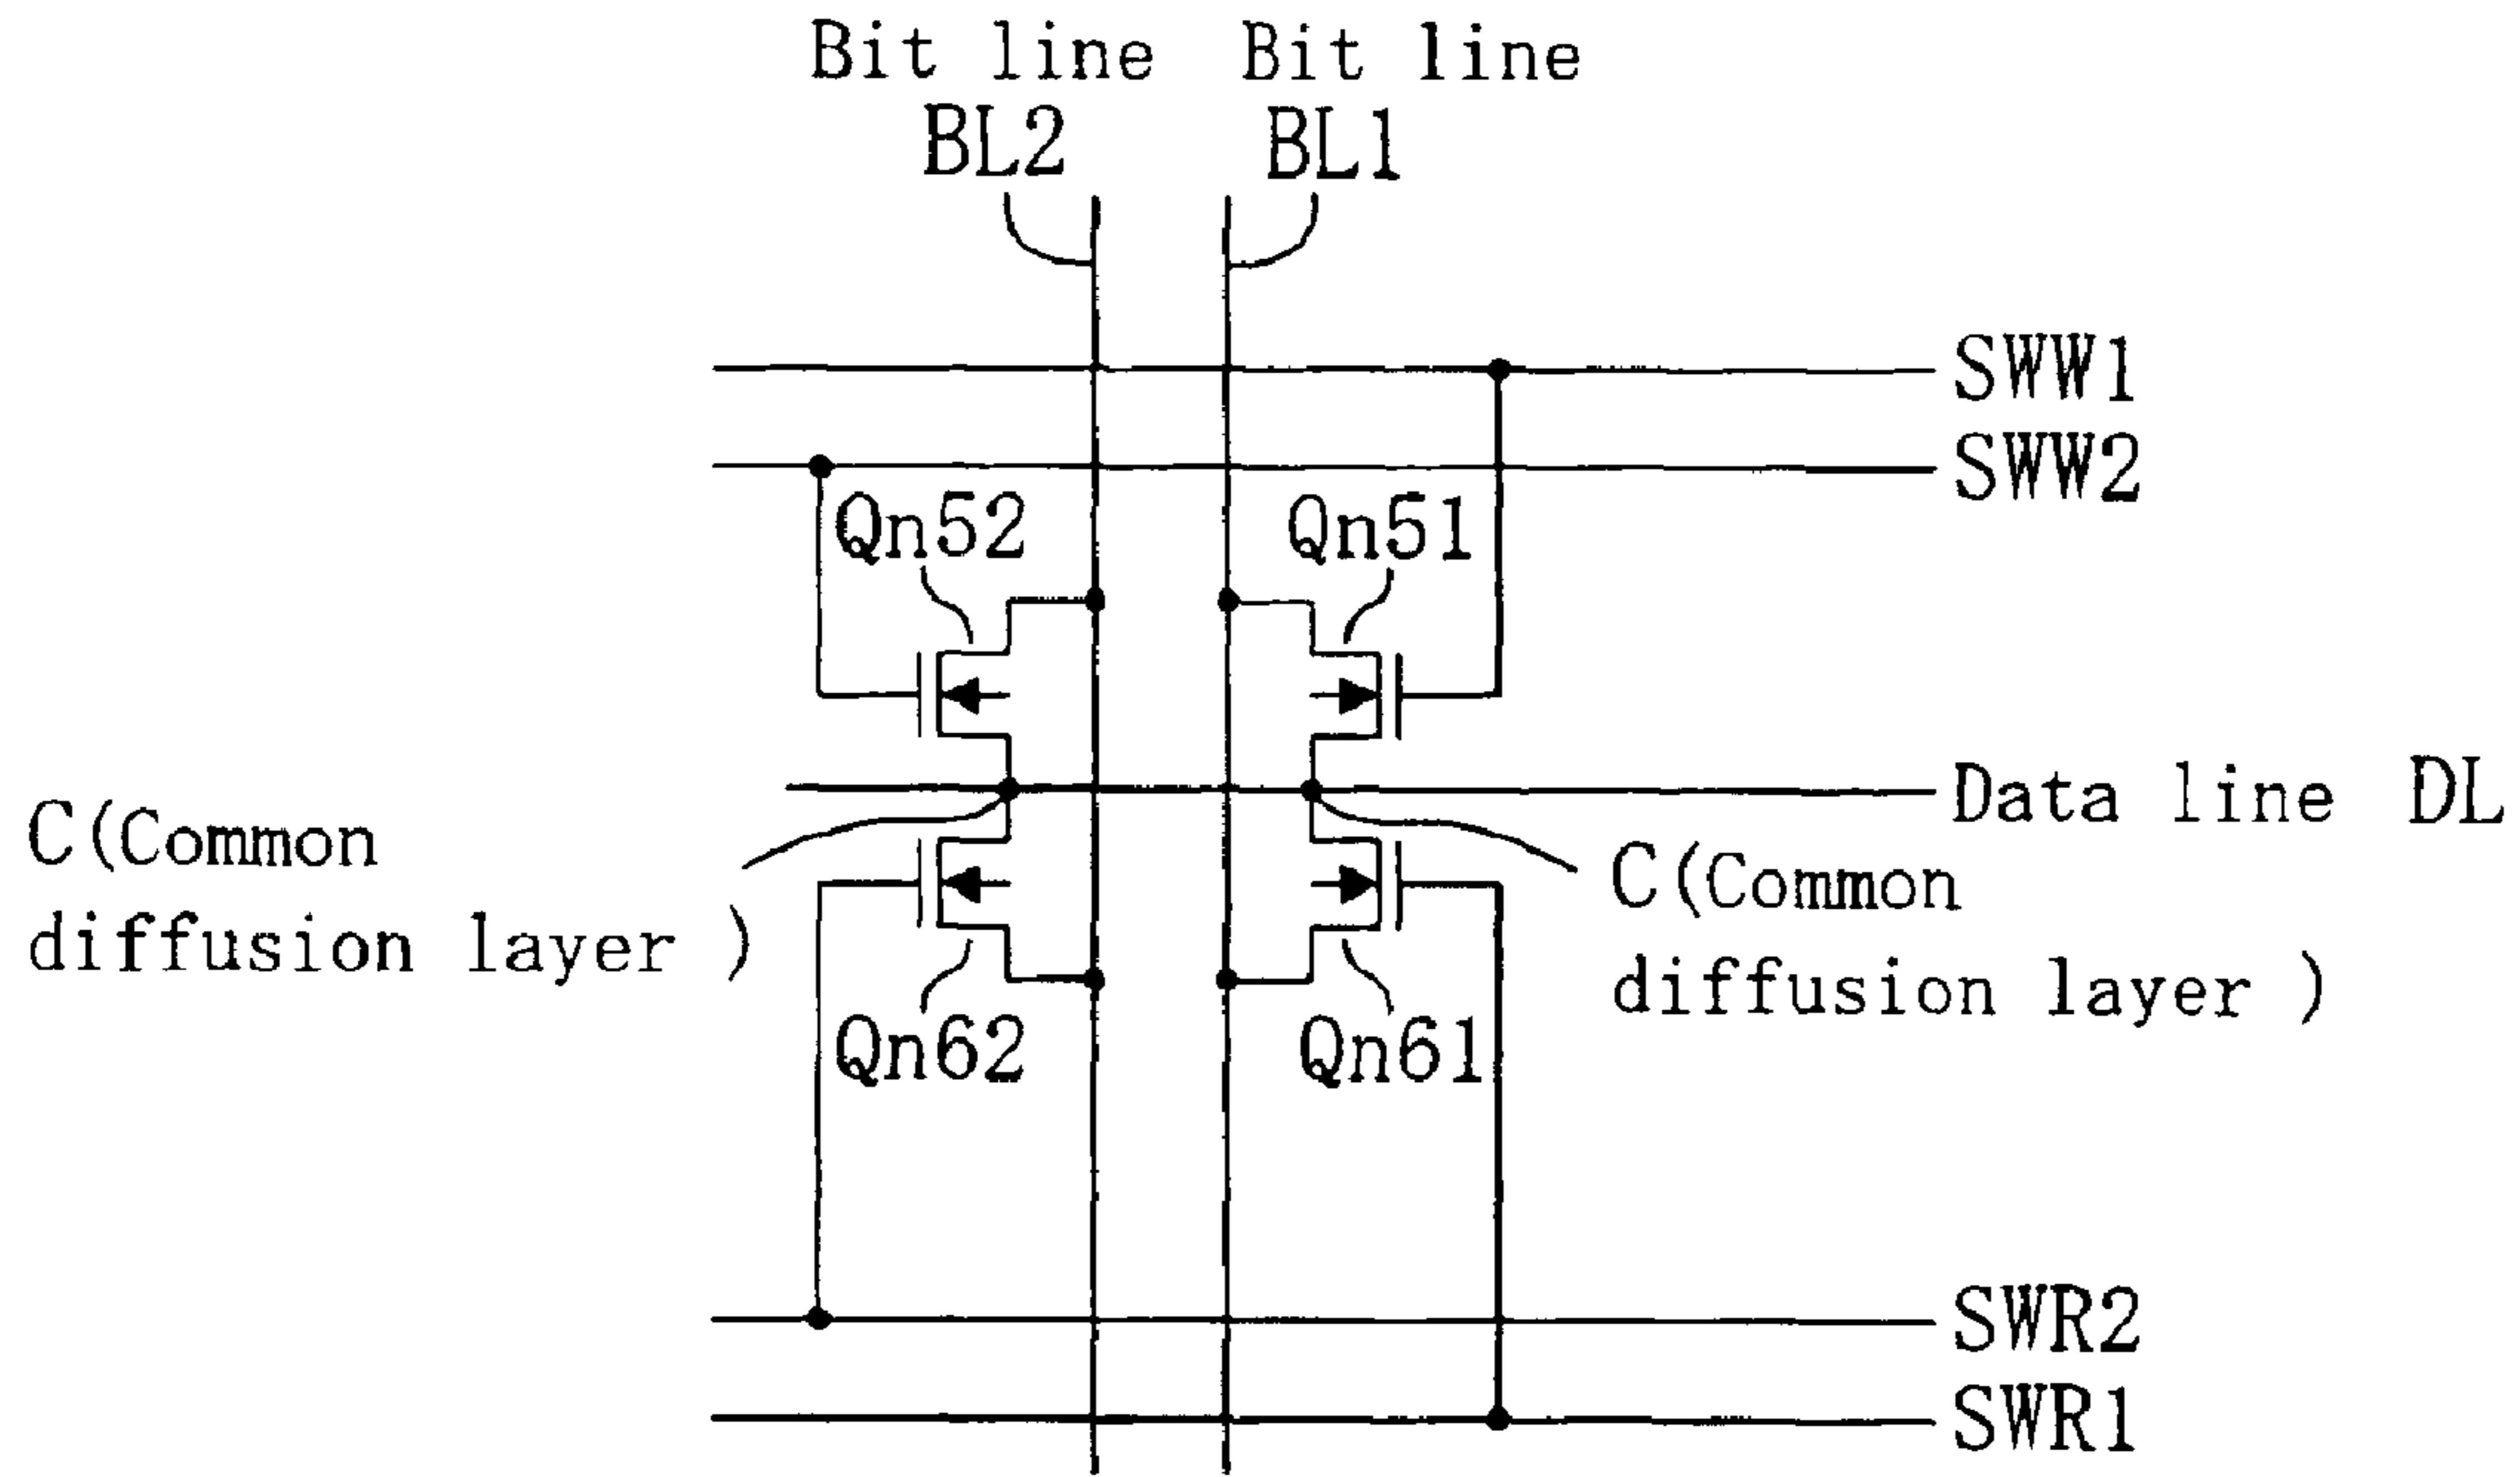 Bit line Bit line
BL2 BL1
SWW1
SWW2
Qn52 Qn51
Data line DL
C(Common
diffusion layer )
C(Common
diffusion layer )
Qn62 Qn61
SWR2
SWR1